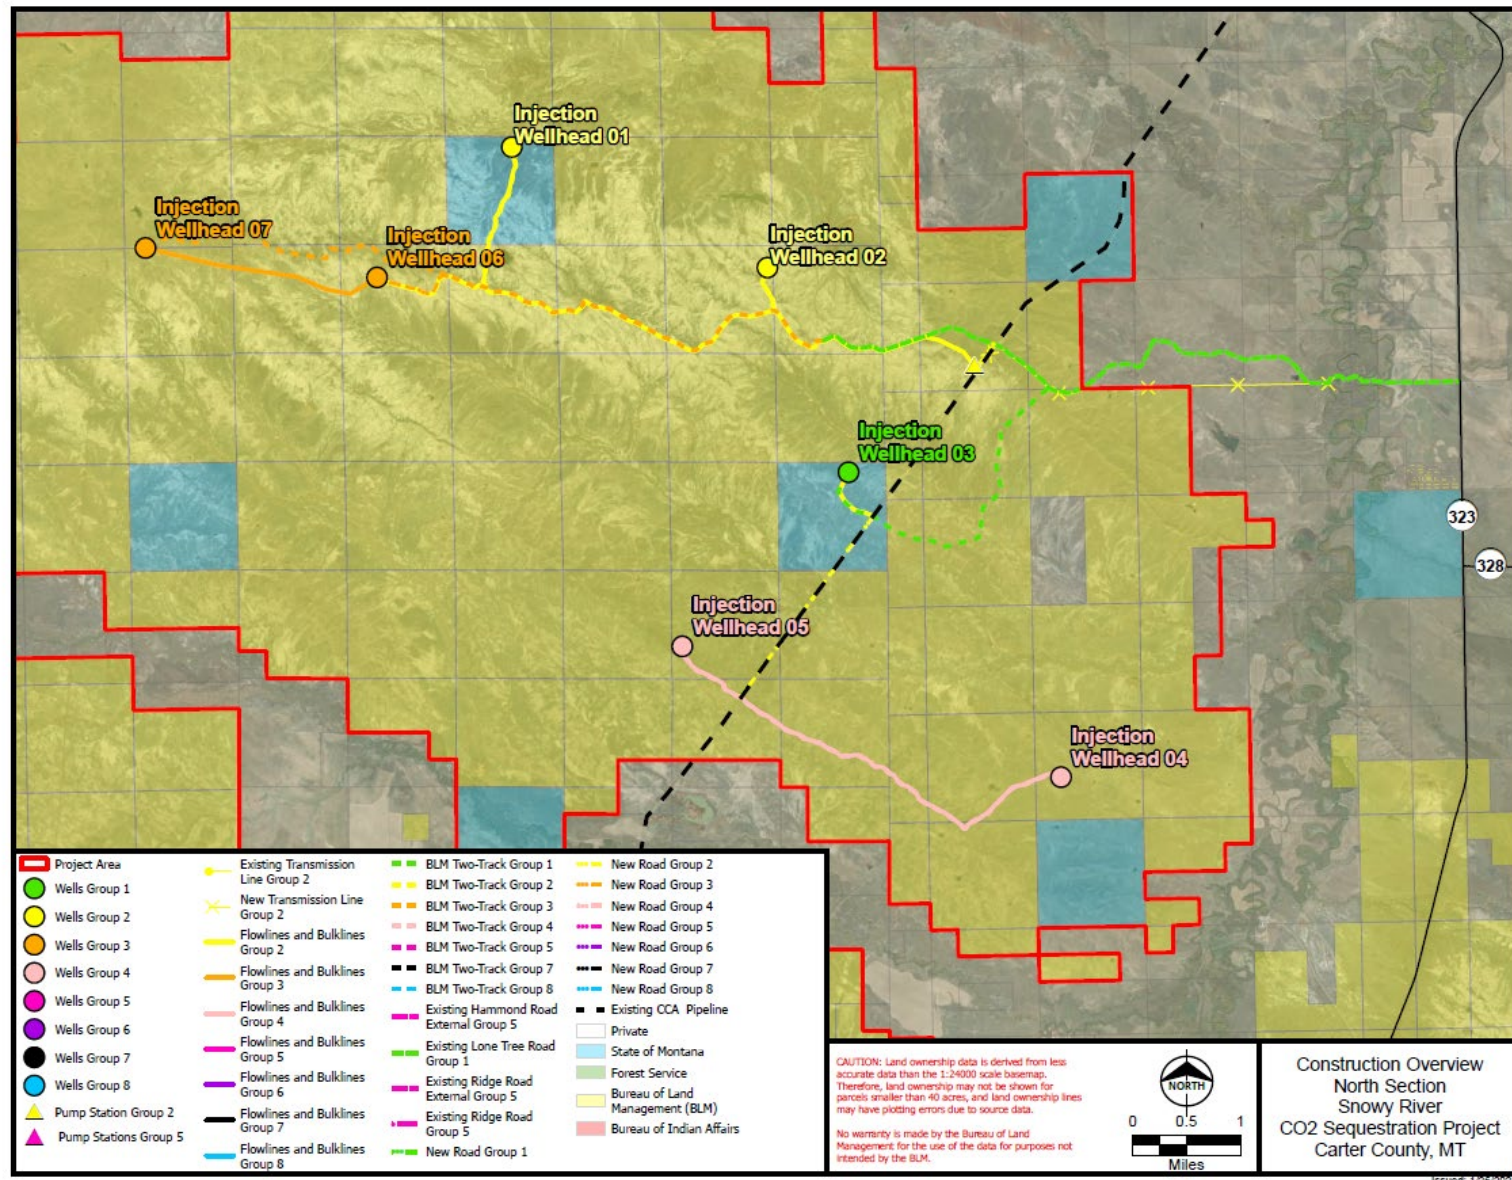 Injection
Wellhead 01
Injection
Wellhead 07
Injection
Wellhead 06
Injection
Wellhead 02
Injection
Wellhead 03
323
328
Injection
Wellhead 05
Injection
Wellhead 04
Project Area
Wells Group 1
Wells Group 2
Wells Group 3
Wells Group 4
Wells Group 5
Wells Group 6
Wells Group 7
Wells Group 8
Pump Station Group 2
Pump Stations Group 5
Existing Transmission
Line Group 2
New Transmission Line
Group 2
Flowlines and Bulklines
Group 2
Flowlines and Bulklines
Group 3
Flowlines and Bulklines
Group 4
Flowlines and Bulklines
Group 5
Flowlines and Bulklines
Group 6
Flowlines and Bulklines
Group 7
Flowlines and Bulklines
Group 8
BLM Two-Track Group 1
BLM Two-Track Group 2
BLM Two-Track Group 3
BLM Two-Track Group 4
BLM Two-Track Group 5
BLM Two-Track Group 7
BLM Two-Track Group 8
Existing Hammond Road
External Group 5
Existing Lone Tree Road
Group 1
Existing Ridge Road
External Group 5
Existing Ridge Road
Group 5
New Road Group 1
New Road Group 2
New Road Group 3
New Road Group 4
New Road Group 5
New Road Group 6
New Road Group 7
New Road Group 8
Existing CCA Pipeline
Private
State of Montana
Forest Service
Bureau of Land
Management (BLM)
Bureau of Indian Affairs
CAUTION: Land ownership data is derived from less
accurate data than the 1:24000 scale basemap.
Therefore, land ownership may not be shown for
parcels smaller than 40 acres, and land ownership lines
may have plotting errors due to source data.
No warranty is made by the Bureau of Land
Management for the use of the data for purposes not
intended by the BLM.
NORTH
0 0.5 1
Miles
Construction Overview
North Section
Snowy River
CO2 Sequestration Project
Carter County, MT